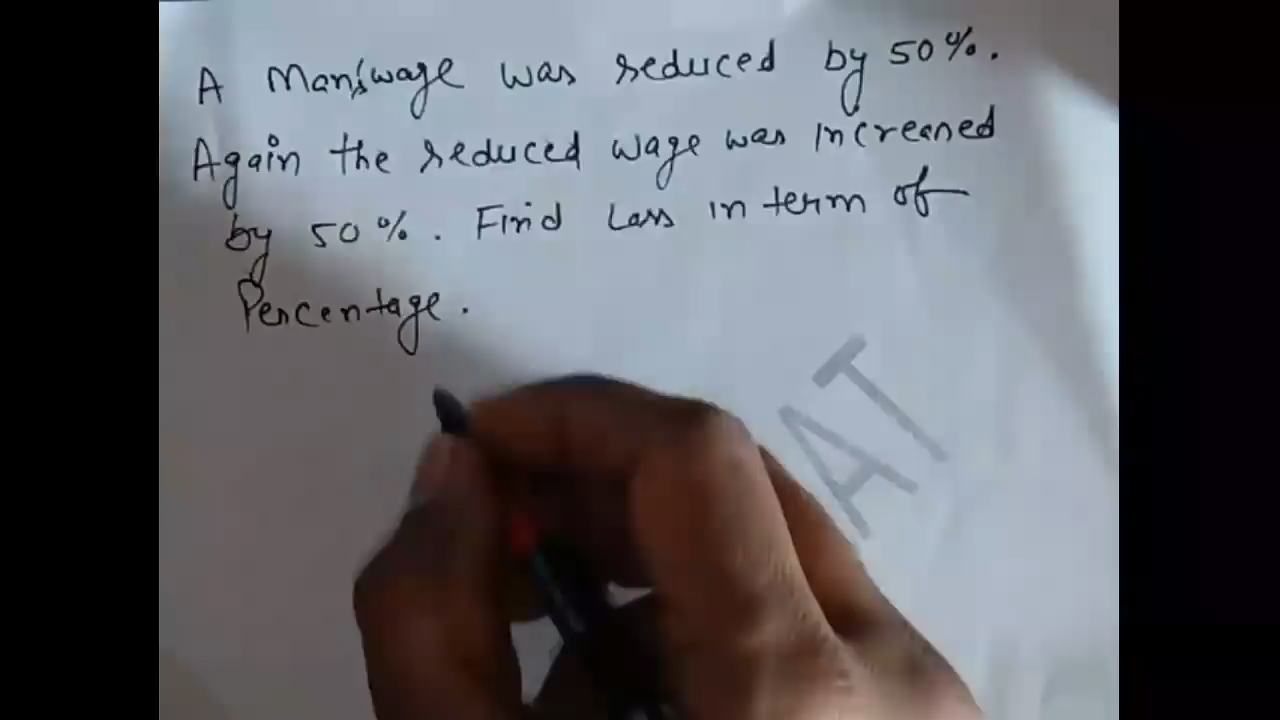 A Man's wage was reduced by 50%.
Again the reduced wage was increased
by 50%. Find Loss in term of
Percentage.
AT